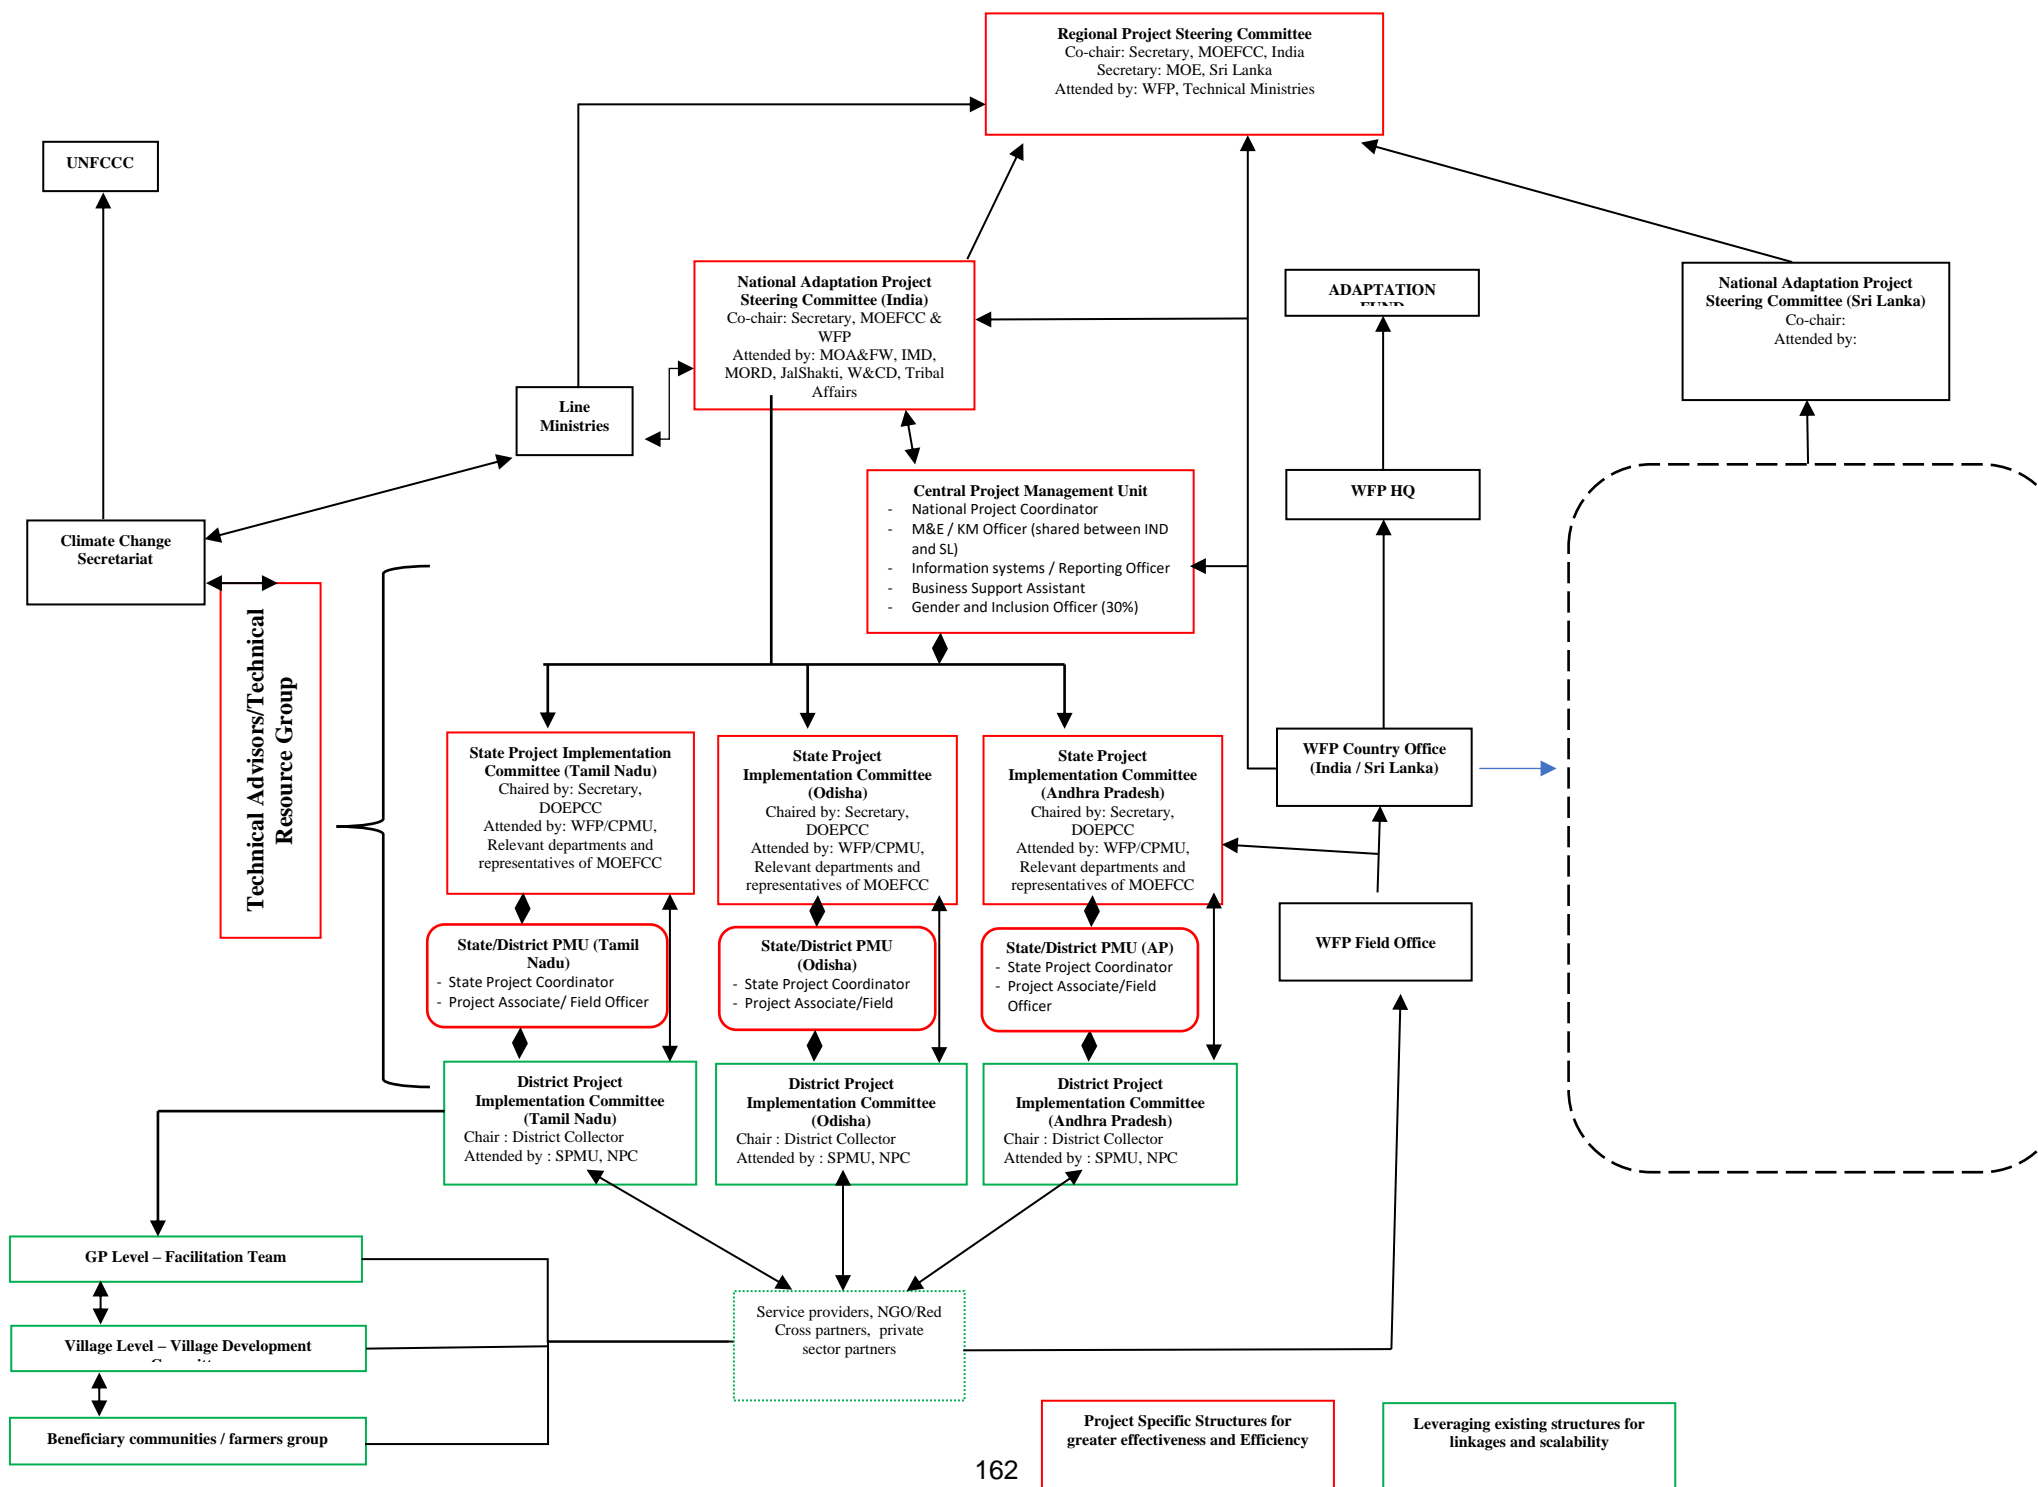 Regional Project Steering Committee
Co-chair: Secretary, MOEFCC, India
Secretary: MOE, Sri Lanka
Attended by: WFP, Technical Ministries
UNFCCC
National Adaptation Project
Steering Committee (India)
Co-chair: Secretary, MOEFCC &
WFP
Attended by: MOA&FW, IMD,
MORD, JalShakti, W&CD, Tribal
Affairs
ADAPTATION
National Adaptation Project
Steering Committee (Sri Lanka)
Co-chair:
Attended by:
Line
Ministries
Central Project Management Unit
- National Project Coordinator
- M&E / KM Officer (shared between IND
and SL)
- Information systems / Reporting Officer
- Business Support Assistant
- Gender and Inclusion Officer (30%)
WFP HQ
Climate Change
Secretariat
Technical Advisors/Technical
Resource Group
State Project Implementation
Committee (Tamil Nadu)
Chaired by: Secretary,
DOEPCC
Attended by: WFP/CPMU,
Relevant departments and
representatives of MOEFCC
State Project
Implementation Committee
(Odisha)
Chaired by: Secretary,
DOEPCC
Attended by: WFP/CPMU,
Relevant departments and
representatives of MOEFCC
State Project
Implementation Committee
(Andhra Pradesh)
Chaired by: Secretary,
DOEPCC
Attended by: WFP/CPMU,
Relevant departments and
representatives of MOEFCC
WFP Country Office
(India / Sri Lanka)
WFP Field Office
State/District PMU (Tamil
Nadu)
- State Project Coordinator
- Project Associate/ Field Officer
State/District PMU
(Odisha)
- State Project Coordinator
- Project Associate/Field
State/District PMU (AP)
- State Project Coordinator
- Project Associate/Field
Officer
District Project
Implementation Committee
(Tamil Nadu)
Chair : District Collector
Attended by : SPMU, NPC
District Project
Implementation Committee
(Odisha)
Chair : District Collector
Attended by : SPMU, NPC
District Project
Implementation Committee
(Andhra Pradesh)
Chair : District Collector
Attended by : SPMU, NPC
GP Level – Facilitation Team
Village Level – Village Development
Beneficiary communities / farmers group
Service providers, NGO/Red
Cross partners, private
sector partners
Project Specific Structures for
greater effectiveness and Efficiency
Leveraging existing structures for
linkages and scalability
162